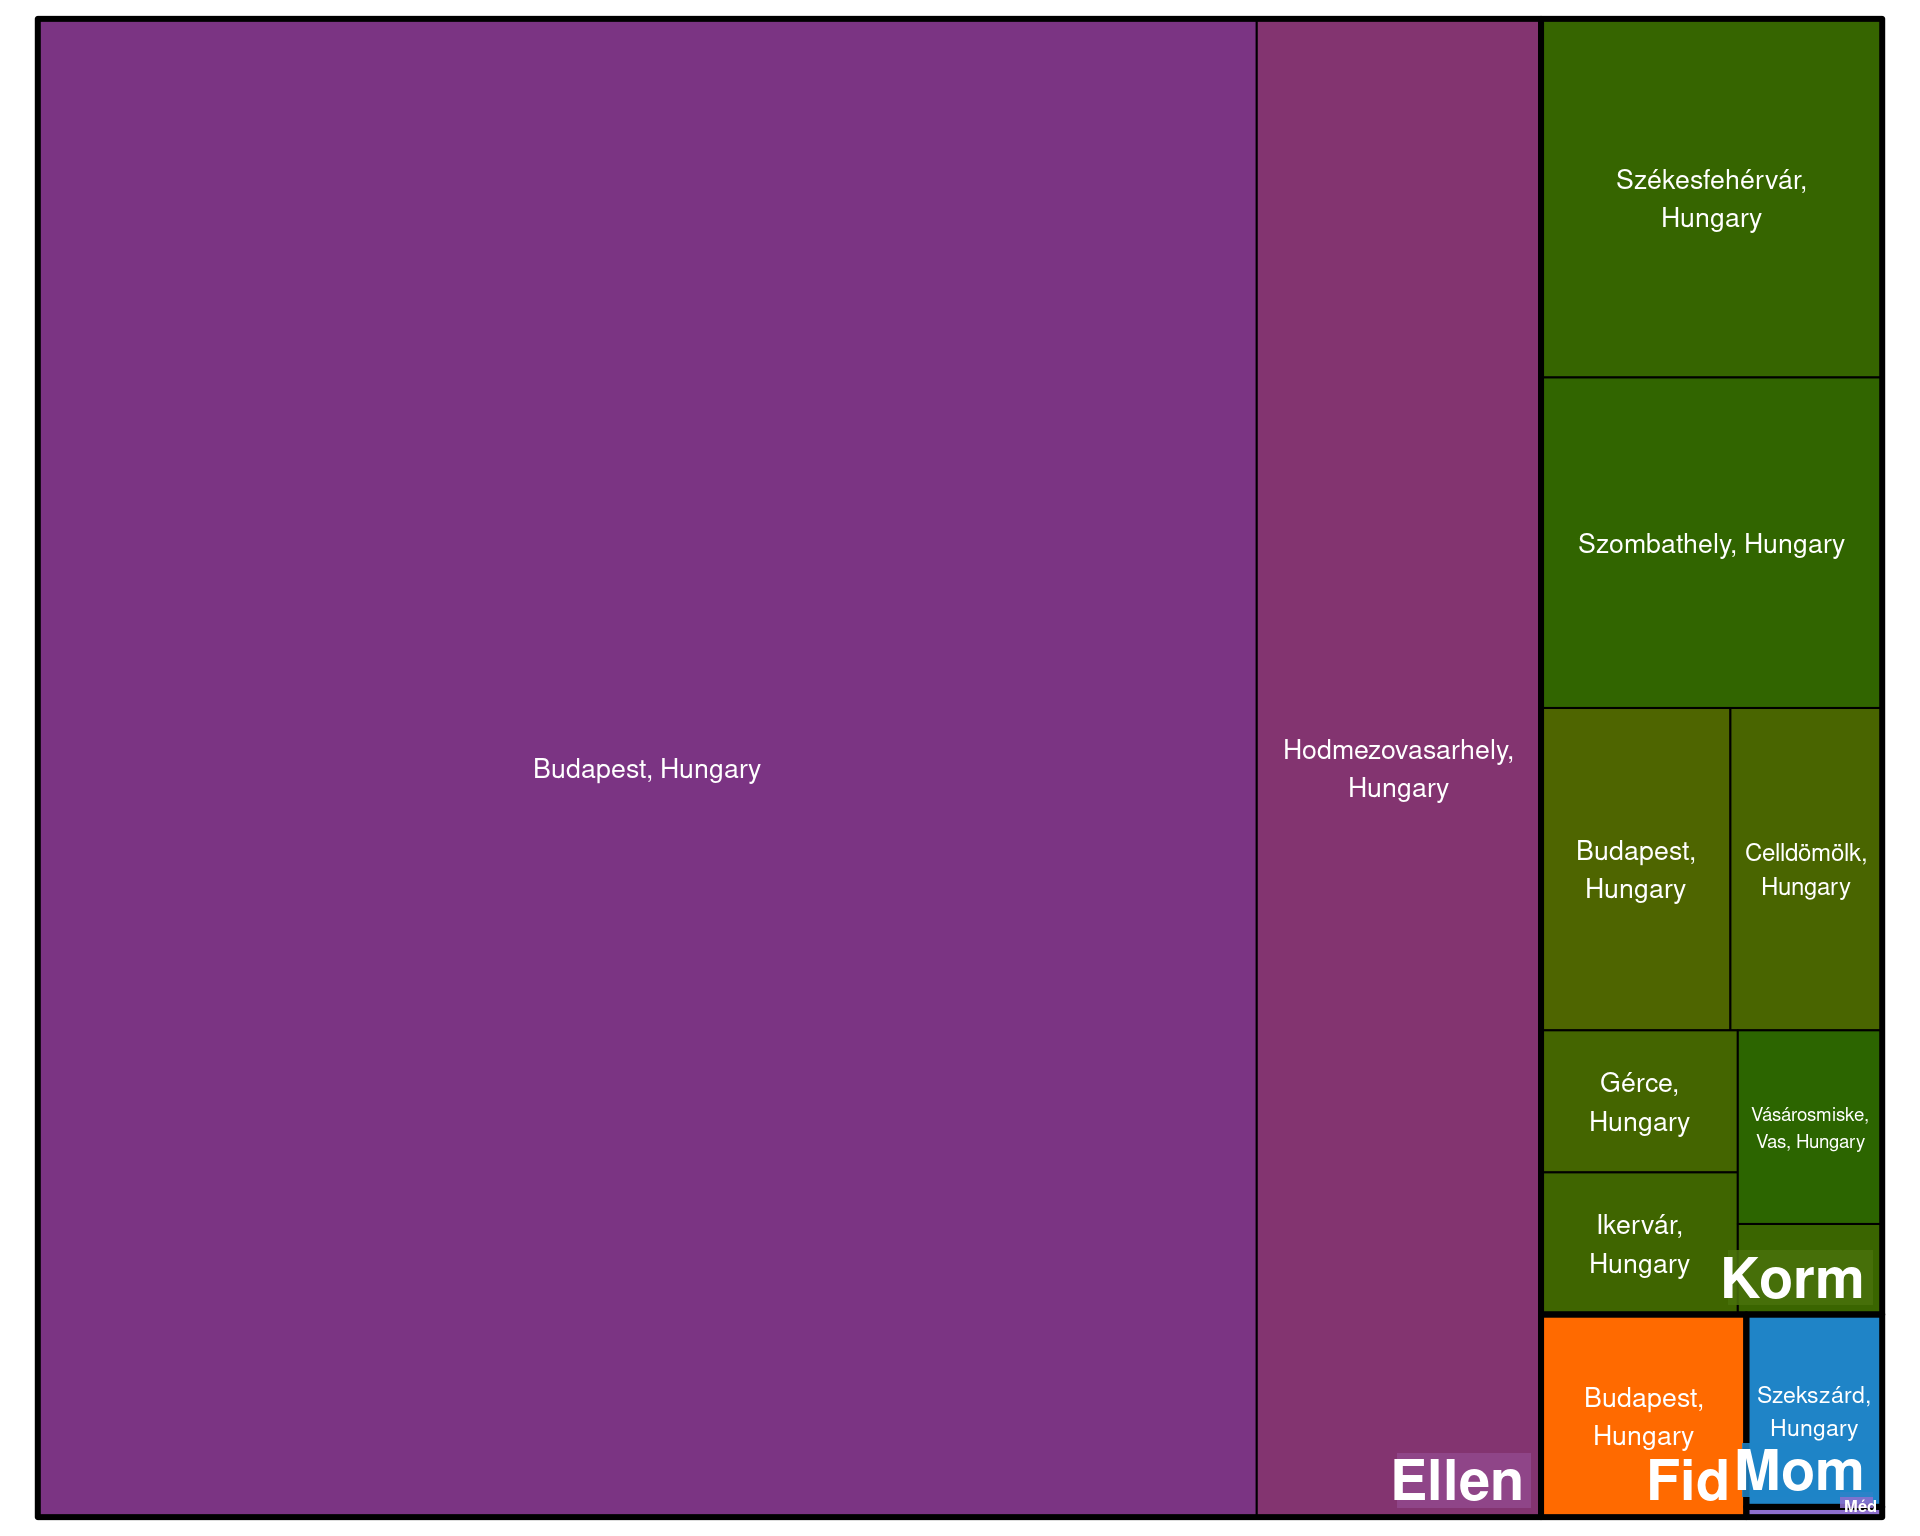 Budapest, Hungary
Hodmezovasarhely,
Hungary
Ellen
Székesfehérvár,
Hungary
Szombathely, Hungary
Budapest,
Hungary
Celldömölk,
Hungary
Gérce,
Hungary
Vásárosmiske,
Vas, Hungary
Ikervár,
Hungary
Korm
Budapest,
Hungary
Fid
Szekszárd,
Hungary
Mom
Méd